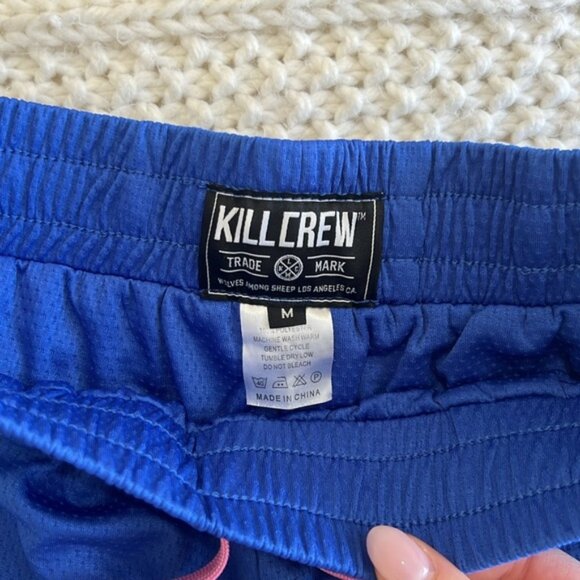 KILL CREW™
TRADE MARK
WOLVES AMONG SHEEP LOS ANGELES CA.
M
POLYESTER
MACHINE WASH WARM
GENTLE CYCLE
TUMBLE DRY LOW
DO NOT BLEACH
40 P
MADE IN CHINA